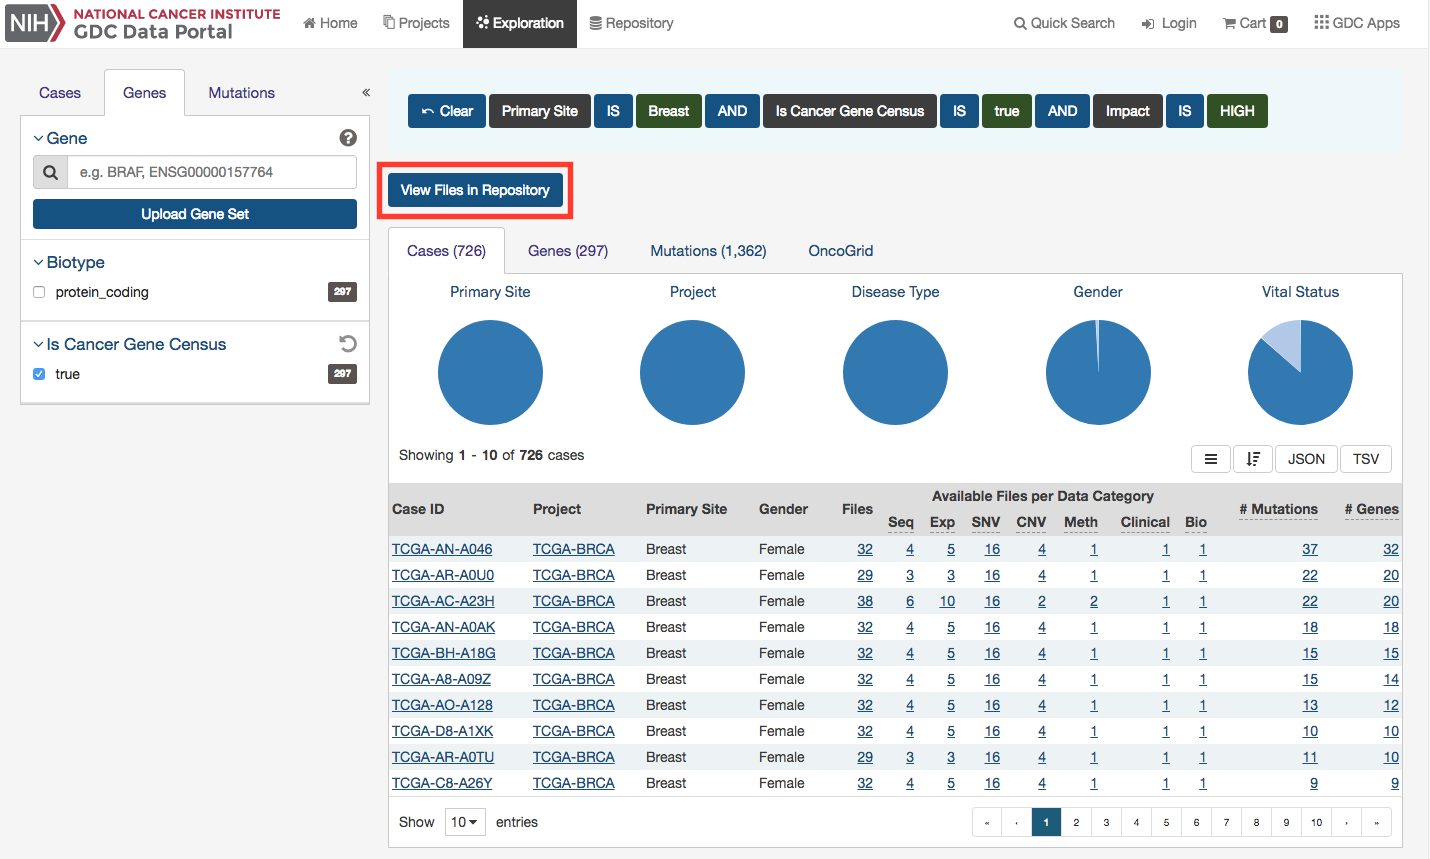 NIH NATIONAL CANCER INSTITUTE
GDC Data Portal
Home Projects Exploration Repository Quick Search Login Cart 0 GDC Apps
Cases Genes Mutations «
Gene ?
e.g. BRAF, ENSG00000157764
Upload Gene Set
Biotype
protein_coding 297
Is Cancer Gene Census
true 297
Clear Primary Site IS Breast AND Is Cancer Gene Census IS true AND Impact IS HIGH
View Files in Repository
Cases (726) Genes (297) Mutations (1,362) OncoGrid
Primary Site Project Disease Type Gender Vital Status
Showing 1 - 10 of 726 cases JSON TSV
Case ID Project Primary Site Gender Files Available Files per Data Category # Mutations # Genes
Seq Exp SNV CNV Meth Clinical Bio
TCGA-AN-A046 TCGA-BRCA Breast Female 32 4 5 16 4 1 1 1 37 32
TCGA-AR-A0U0 TCGA-BRCA Breast Female 29 3 3 16 4 1 1 1 22 20
TCGA-AC-A23H TCGA-BRCA Breast Female 38 6 10 16 2 2 1 1 22 20
TCGA-AN-A0AK TCGA-BRCA Breast Female 32 4 5 16 4 1 1 1 18 18
TCGA-BH-A18G TCGA-BRCA Breast Female 32 4 5 16 4 1 1 1 15 15
TCGA-A8-A09Z TCGA-BRCA Breast Female 32 4 5 16 4 1 1 1 15 14
TCGA-AO-A128 TCGA-BRCA Breast Female 32 4 5 16 4 1 1 1 13 12
TCGA-D8-A1XK TCGA-BRCA Breast Female 32 4 5 16 4 1 1 1 10 10
TCGA-AR-A0TU TCGA-BRCA Breast Female 29 3 3 16 4 1 1 1 11 10
TCGA-C8-A26Y TCGA-BRCA Breast Female 32 4 5 16 4 1 1 1 9 9
Show 10 entries « ‹ 1 2 3 4 5 6 7 8 9 10 › »